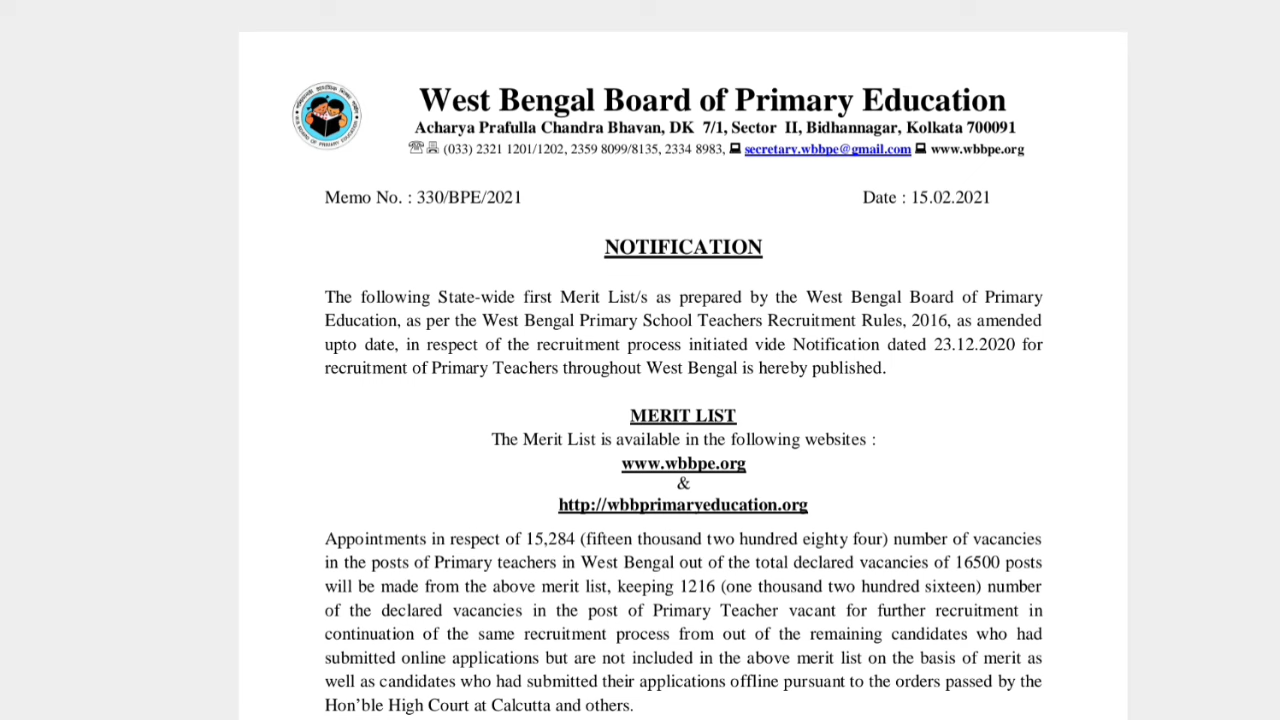 West Bengal Board of Primary Education
Acharya Prafulla Chandra Bhavan, DK 7/1, Sector II, Bidhannagar, Kolkata 700091
(033) 2321 1201/1202, 2359 8099/8135, 2334 8983, secretary.wbbpe@gmail.com www.wbbpe.org
Memo No. : 330/BPE/2021 Date : 15.02.2021
NOTIFICATION
The following State-wide first Merit List/s as prepared by the West Bengal Board of Primary
Education, as per the West Bengal Primary School Teachers Recruitment Rules, 2016, as amended
upto date, in respect of the recruitment process initiated vide Notification dated 23.12.2020 for
recruitment of Primary Teachers throughout West Bengal is hereby published.
MERIT LIST
The Merit List is available in the following websites :
www.wbbpe.org
&
http://wbbprimaryeducation.org
Appointments in respect of 15,284 (fifteen thousand two hundred eighty four) number of vacancies
in the posts of Primary teachers in West Bengal out of the total declared vacancies of 16500 posts
will be made from the above merit list, keeping 1216 (one thousand two hundred sixteen) number
of the declared vacancies in the post of Primary Teacher vacant for further recruitment in
continuation of the same recruitment process from out of the remaining candidates who had
submitted online applications but are not included in the above merit list on the basis of merit as
well as candidates who had submitted their applications offline pursuant to the orders passed by the
Hon'ble High Court at Calcutta and others.